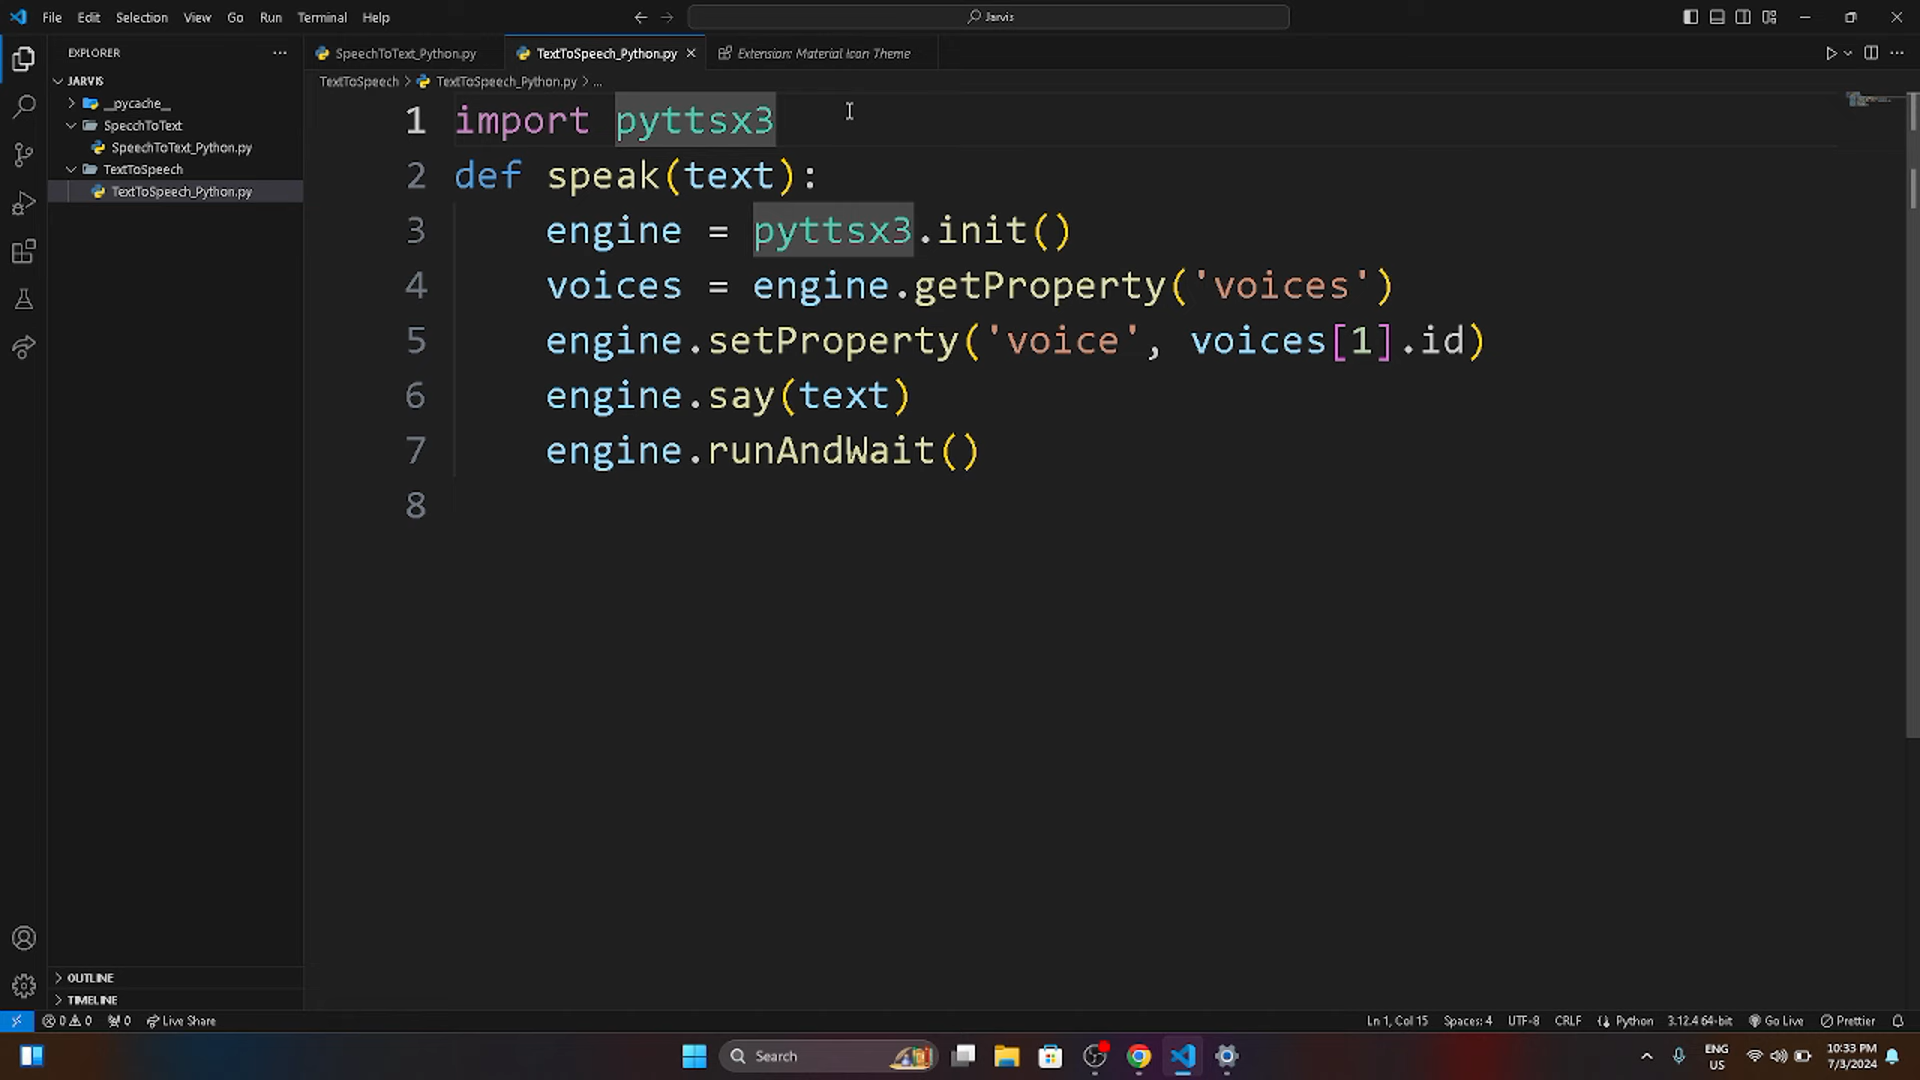 File Edit Selection View Go Run Terminal Help
Jarvis
EXPLORER
SpeechToText_Python.py
TextToSpeech_Python.py
Extension: Material Icon Theme
JARVIS
TextToSpeech > TextToSpeech_Python.py > ...
__pycache__
SpecchToText
SpeechToText_Python.py
TextToSpeech
TextToSpeech_Python.py
1 import pyttsx3
2 def speak(text):
3 engine = pyttsx3.init()
4 voices = engine.getProperty('voices')
5 engine.setProperty('voice', voices[1].id)
6 engine.say(text)
7 engine.runAndWait()
8
OUTLINE
TIMELINE
0 0 0 Live Share
Ln 1, Col 15 Spaces: 4 UTF-8 CRLF Python 3.12.4 64-bit Go Live Prettier
Search
ENG
US
10:33 PM
7/3/2024